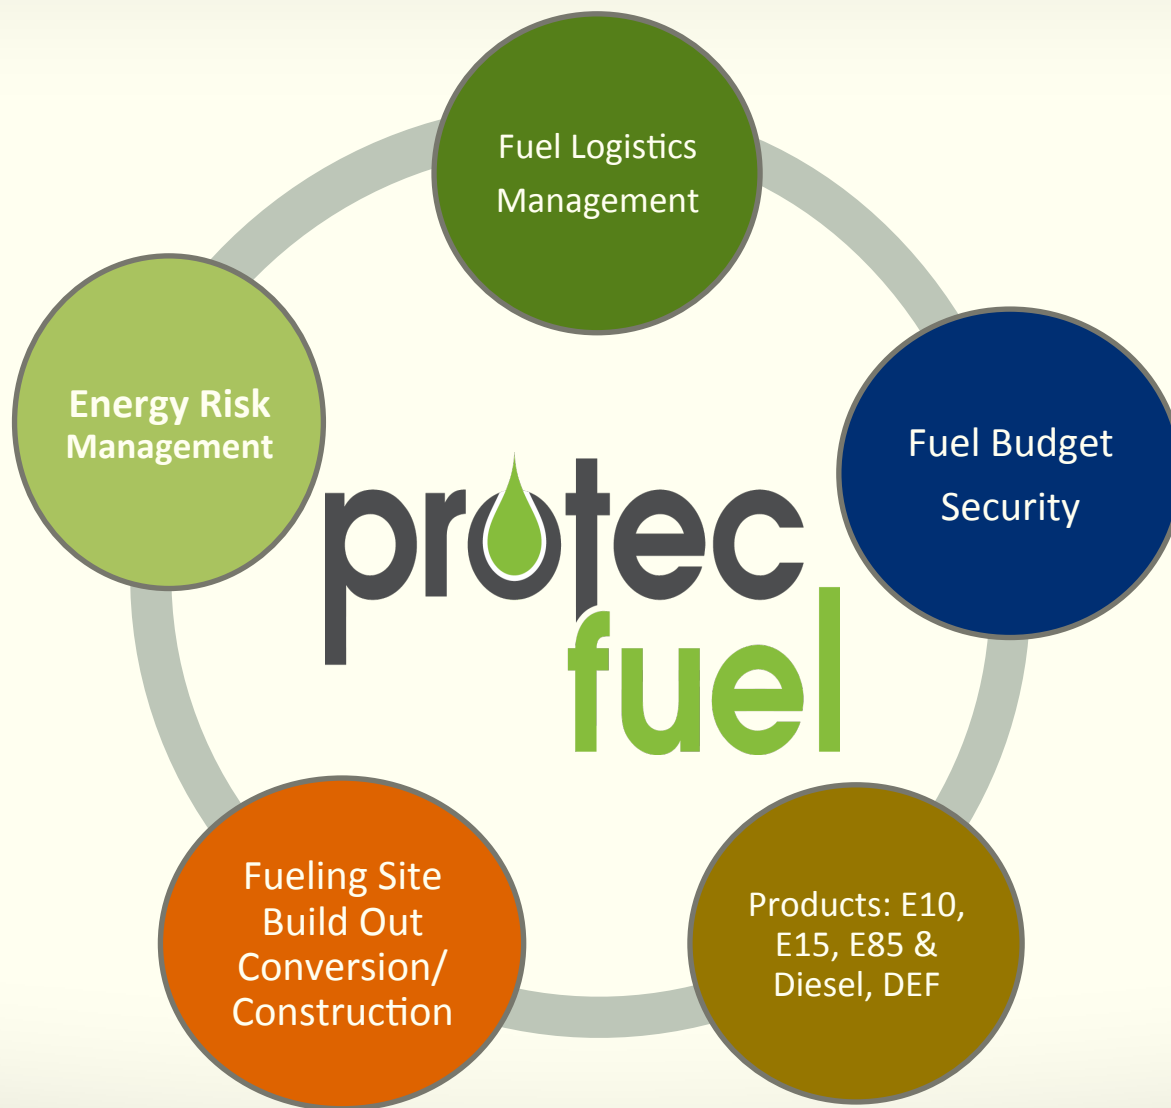 Fuel Logistics
Management
Fuel Budget
Security
Products: E10,
E15, E85 &
Diesel, DEF
Fueling Site
Build Out
Conversion/
Construction
Energy Risk
Management
protec
fuel